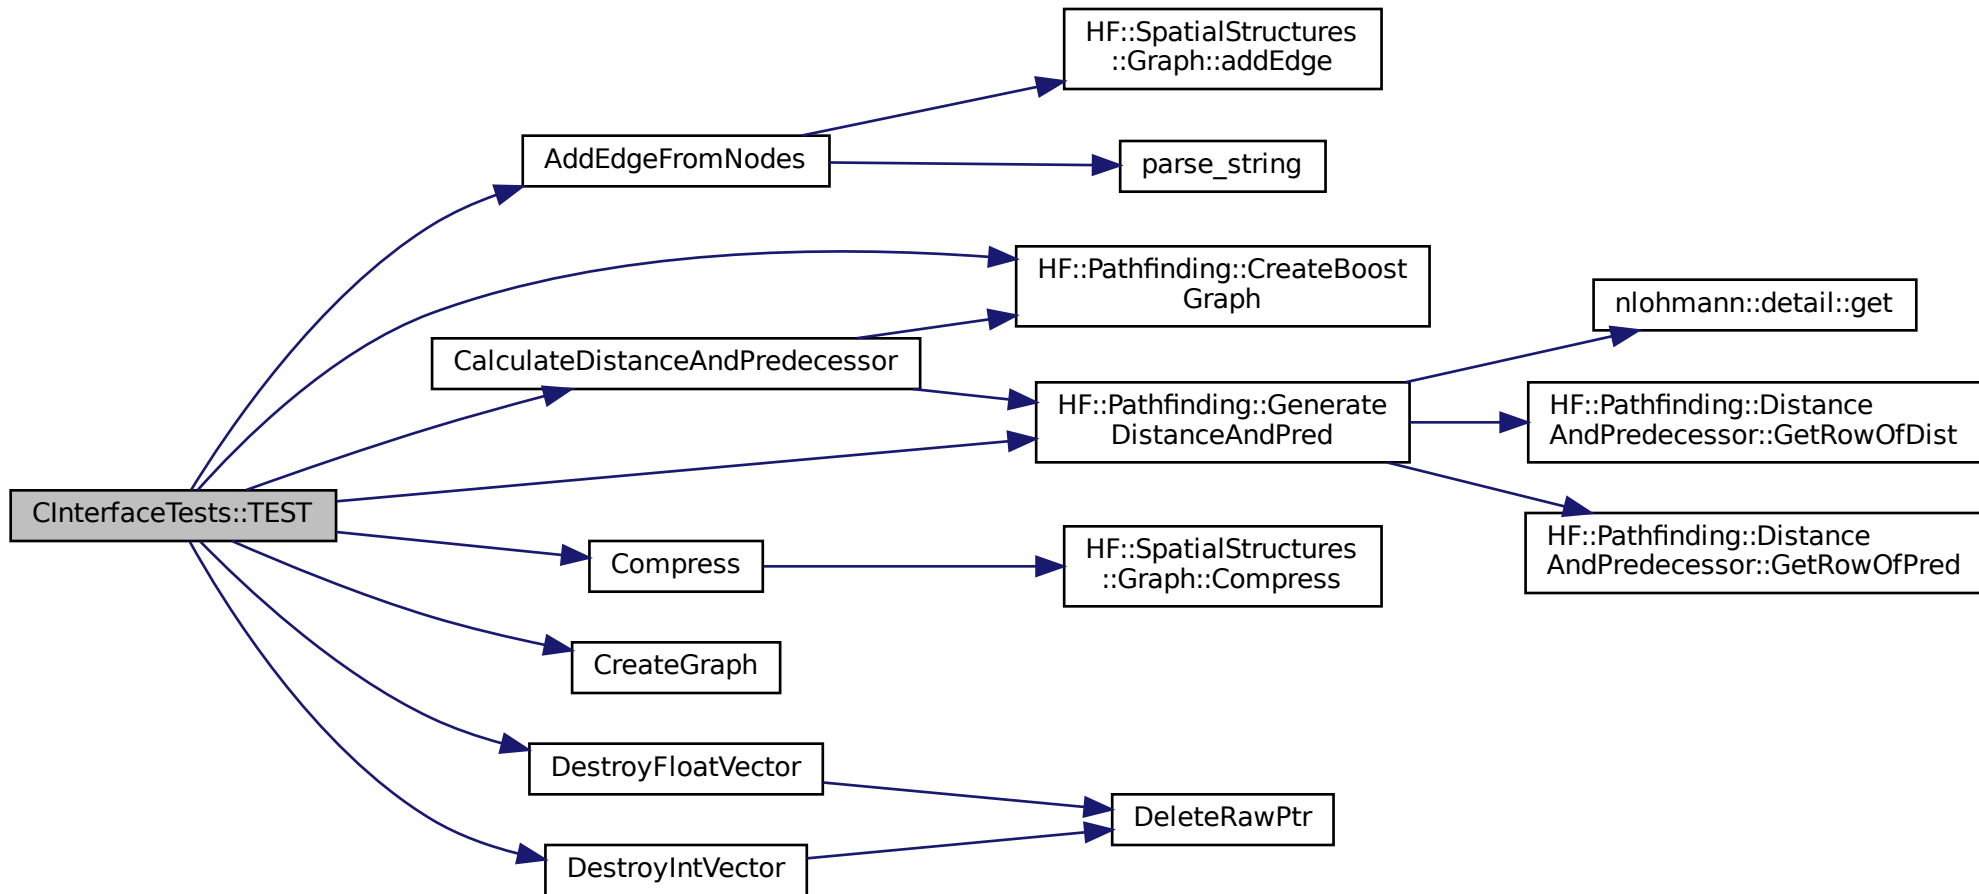 HF::SpatialStructures
::Graph::addEdge
AddEdgeFromNodes
parse_string
HF::Pathfinding::CreateBoost
Graph
nlohmann::detail::get
CalculateDistanceAndPredecessor
HF::Pathfinding::Generate
DistanceAndPred
HF::Pathfinding::Distance
AndPredecessor::GetRowOfDist
CInterfaceTests::TEST
HF::Pathfinding::Distance
AndPredecessor::GetRowOfPred
Compress
HF::SpatialStructures
::Graph::Compress
CreateGraph
DestroyFloatVector
DeleteRawPtr
DestroyIntVector